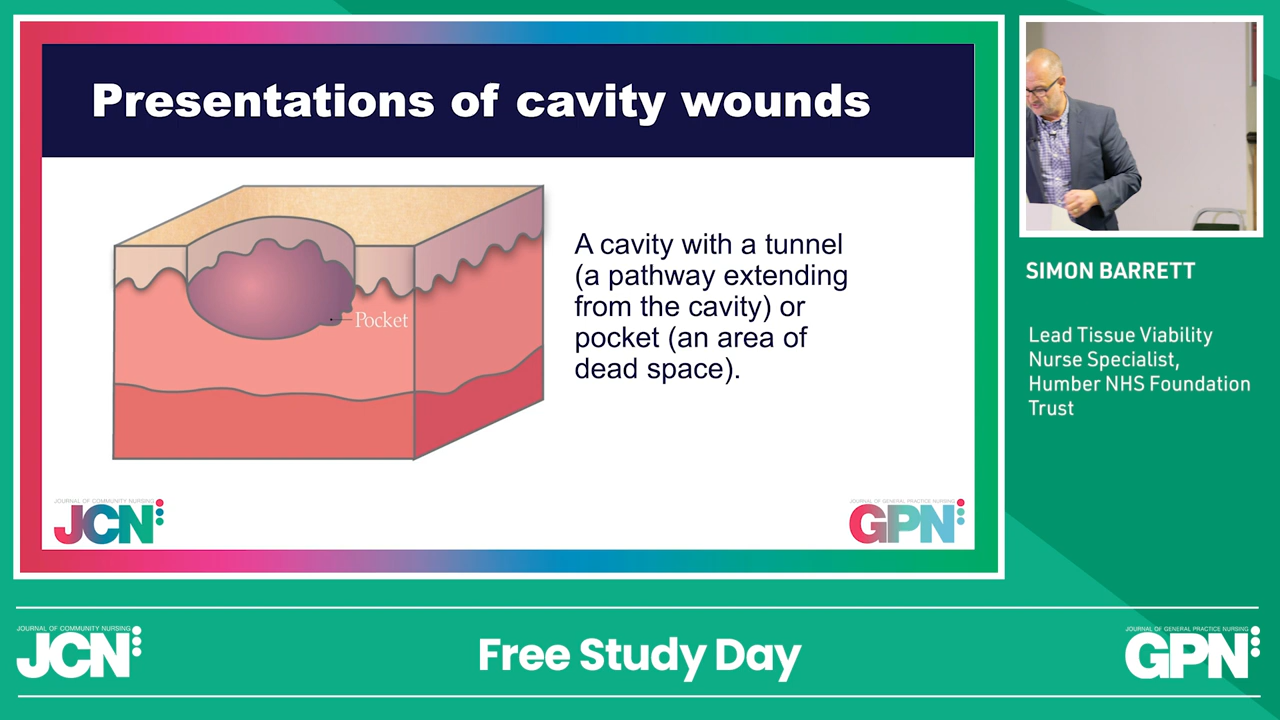 Presentations of cavity wounds
Pocket
A cavity with a tunnel
(a pathway extending
from the cavity) or
pocket (an area of
dead space).
JOURNAL OF COMMUNITY NURSING
JCN
JOURNAL OF GENERAL PRACTICE NURSING
GPN
SIMON BARRETT
Lead Tissue Viability
Nurse Specialist,
Humber NHS Foundation
Trust
JOURNAL OF COMMUNITY NURSING
JCN
Free Study Day
JOURNAL OF GENERAL PRACTICE NURSING
GPN